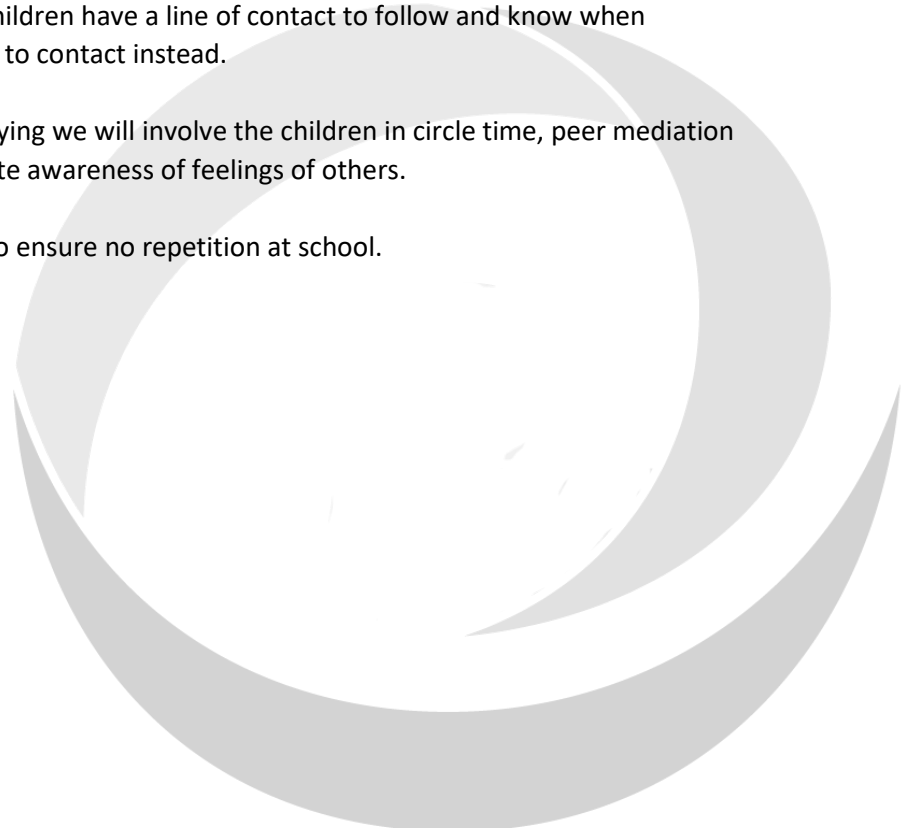 hildren have a line of contact to follow and know when
to contact instead.
ying we will involve the children in circle time, peer mediation
te awareness of feelings of others.
o ensure no repetition at school.